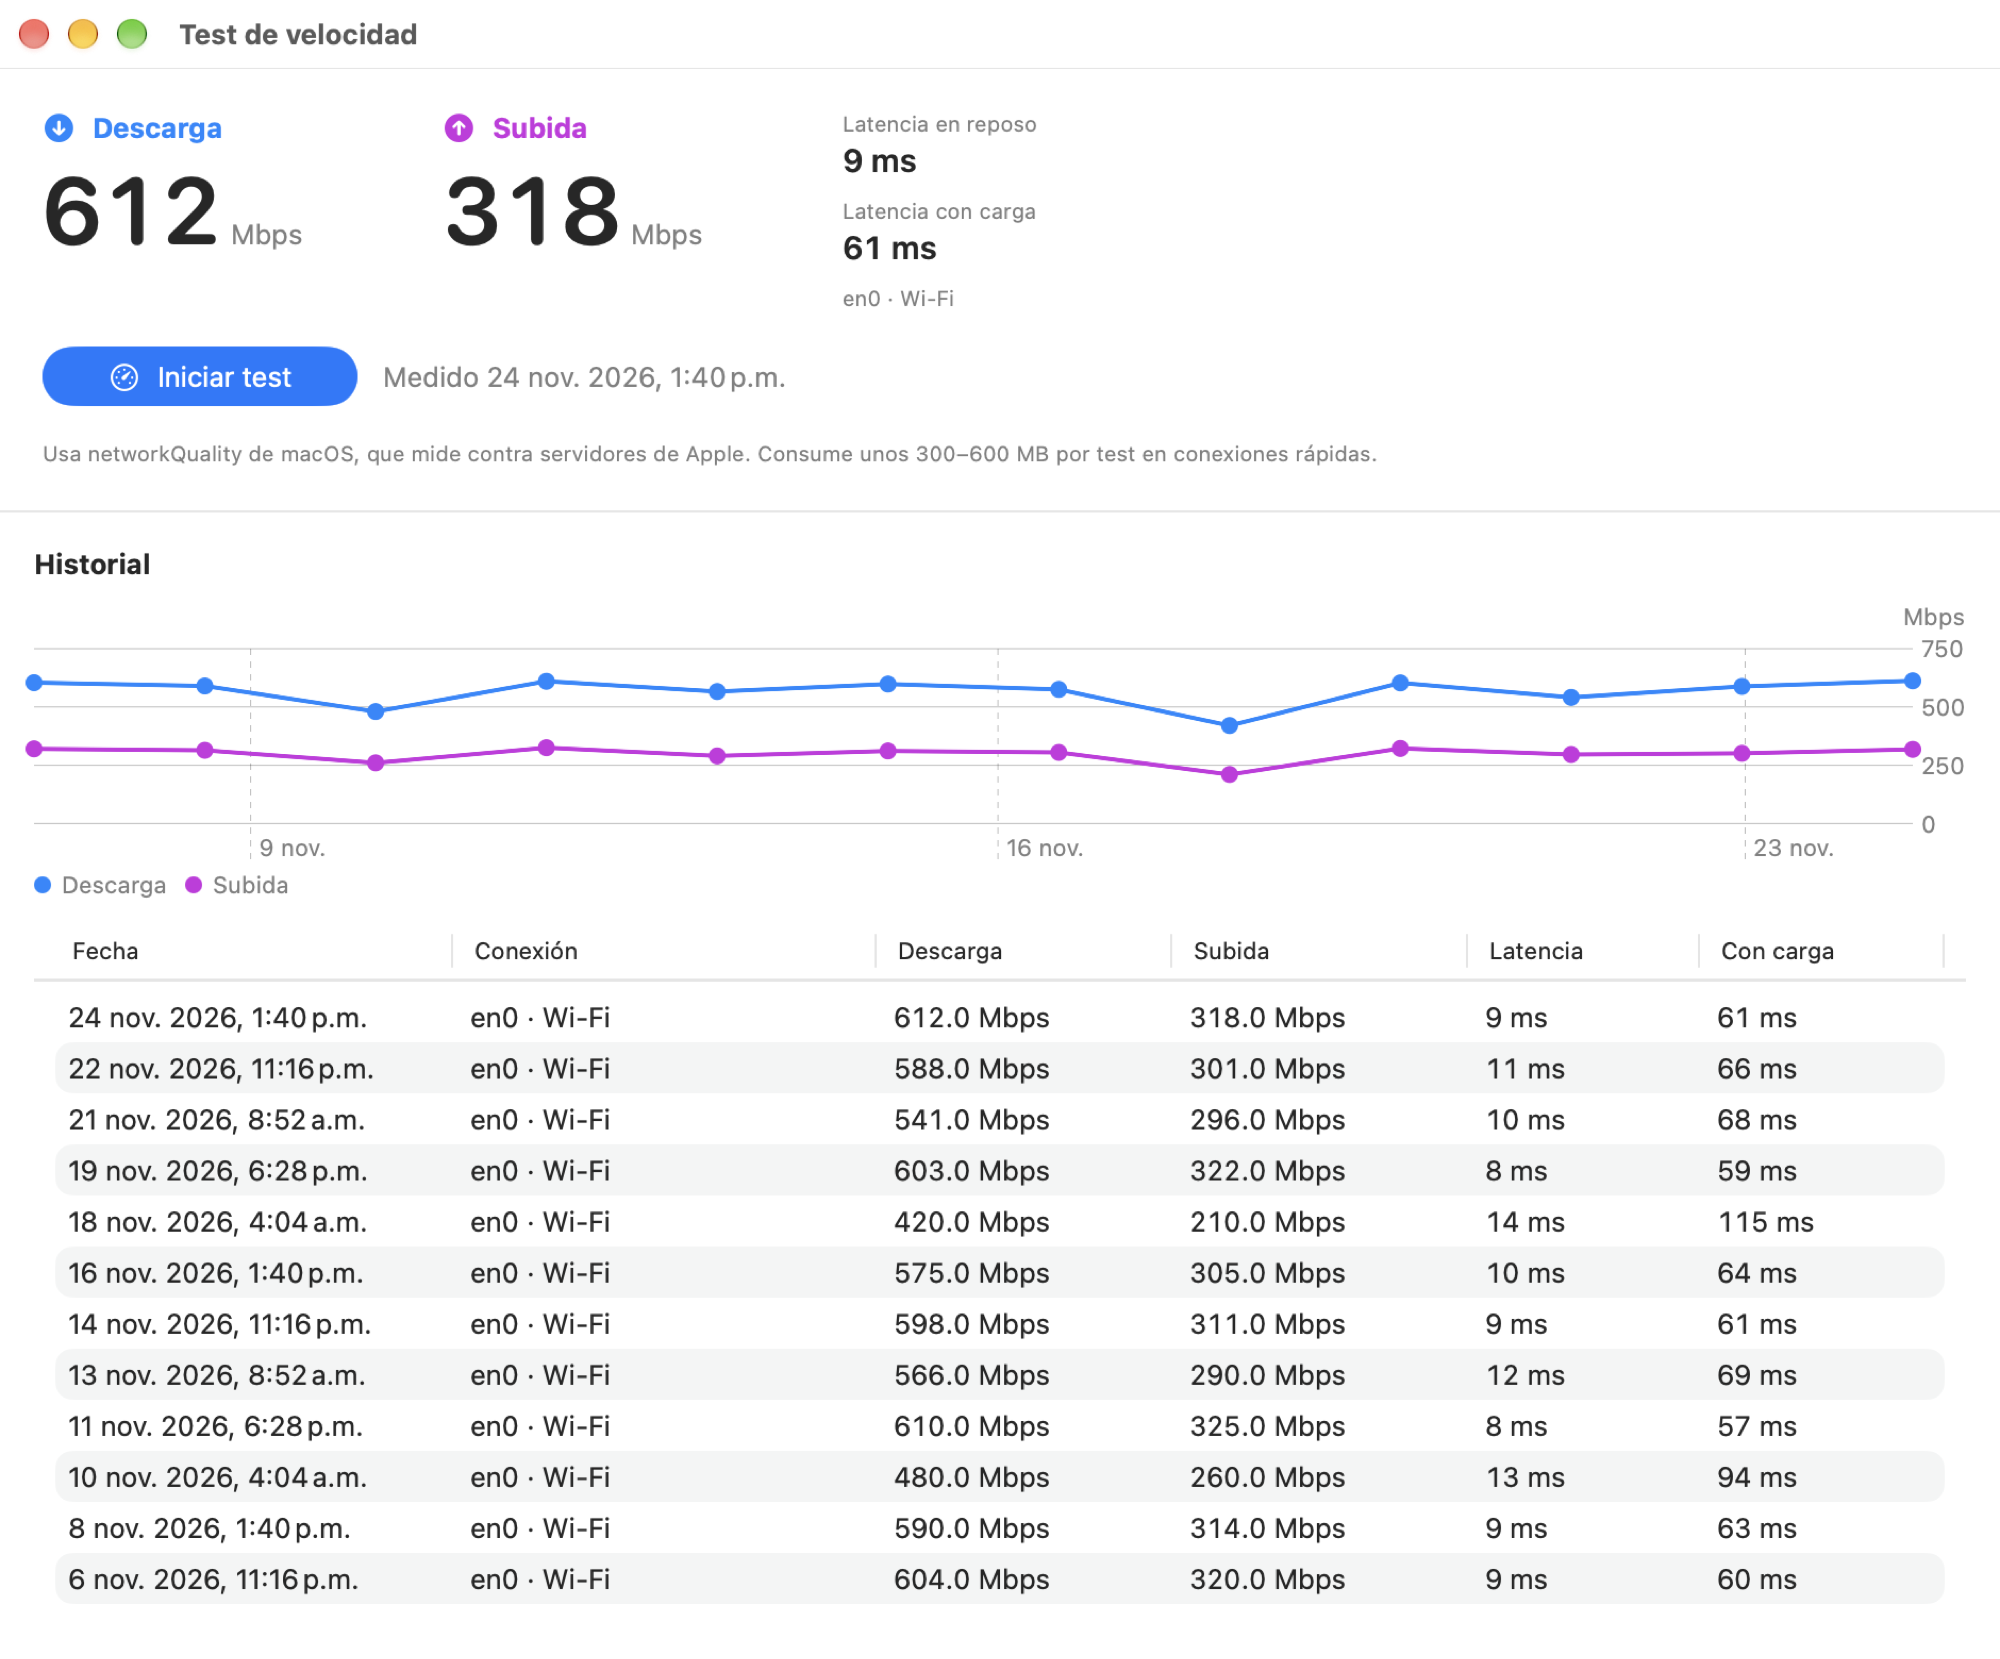 Test de velocidad
Descarga
612 Mbps
Subida
318 Mbps
Latencia en reposo
9 ms
Latencia con carga
61 ms
en0 · Wi-Fi
Iniciar test
Medido 24 nov. 2026, 1:40 p.m.
Usa networkQuality de macOS, que mide contra servidores de Apple. Consume unos 300–600 MB por test en conexiones rápidas.
Historial
Mbps
750
500
250
0
9 nov.
16 nov.
23 nov.
Descarga Subida
Fecha Conexión Descarga Subida Latencia Con carga
24 nov. 2026, 1:40 p.m. en0 · Wi-Fi 612.0 Mbps 318.0 Mbps 9 ms 61 ms
22 nov. 2026, 11:16 p.m. en0 · Wi-Fi 588.0 Mbps 301.0 Mbps 11 ms 66 ms
21 nov. 2026, 8:52 a.m. en0 · Wi-Fi 541.0 Mbps 296.0 Mbps 10 ms 68 ms
19 nov. 2026, 6:28 p.m. en0 · Wi-Fi 603.0 Mbps 322.0 Mbps 8 ms 59 ms
18 nov. 2026, 4:04 a.m. en0 · Wi-Fi 420.0 Mbps 210.0 Mbps 14 ms 115 ms
16 nov. 2026, 1:40 p.m. en0 · Wi-Fi 575.0 Mbps 305.0 Mbps 10 ms 64 ms
14 nov. 2026, 11:16 p.m. en0 · Wi-Fi 598.0 Mbps 311.0 Mbps 9 ms 61 ms
13 nov. 2026, 8:52 a.m. en0 · Wi-Fi 566.0 Mbps 290.0 Mbps 12 ms 69 ms
11 nov. 2026, 6:28 p.m. en0 · Wi-Fi 610.0 Mbps 325.0 Mbps 8 ms 57 ms
10 nov. 2026, 4:04 a.m. en0 · Wi-Fi 480.0 Mbps 260.0 Mbps 13 ms 94 ms
8 nov. 2026, 1:40 p.m. en0 · Wi-Fi 590.0 Mbps 314.0 Mbps 9 ms 63 ms
6 nov. 2026, 11:16 p.m. en0 · Wi-Fi 604.0 Mbps 320.0 Mbps 9 ms 60 ms